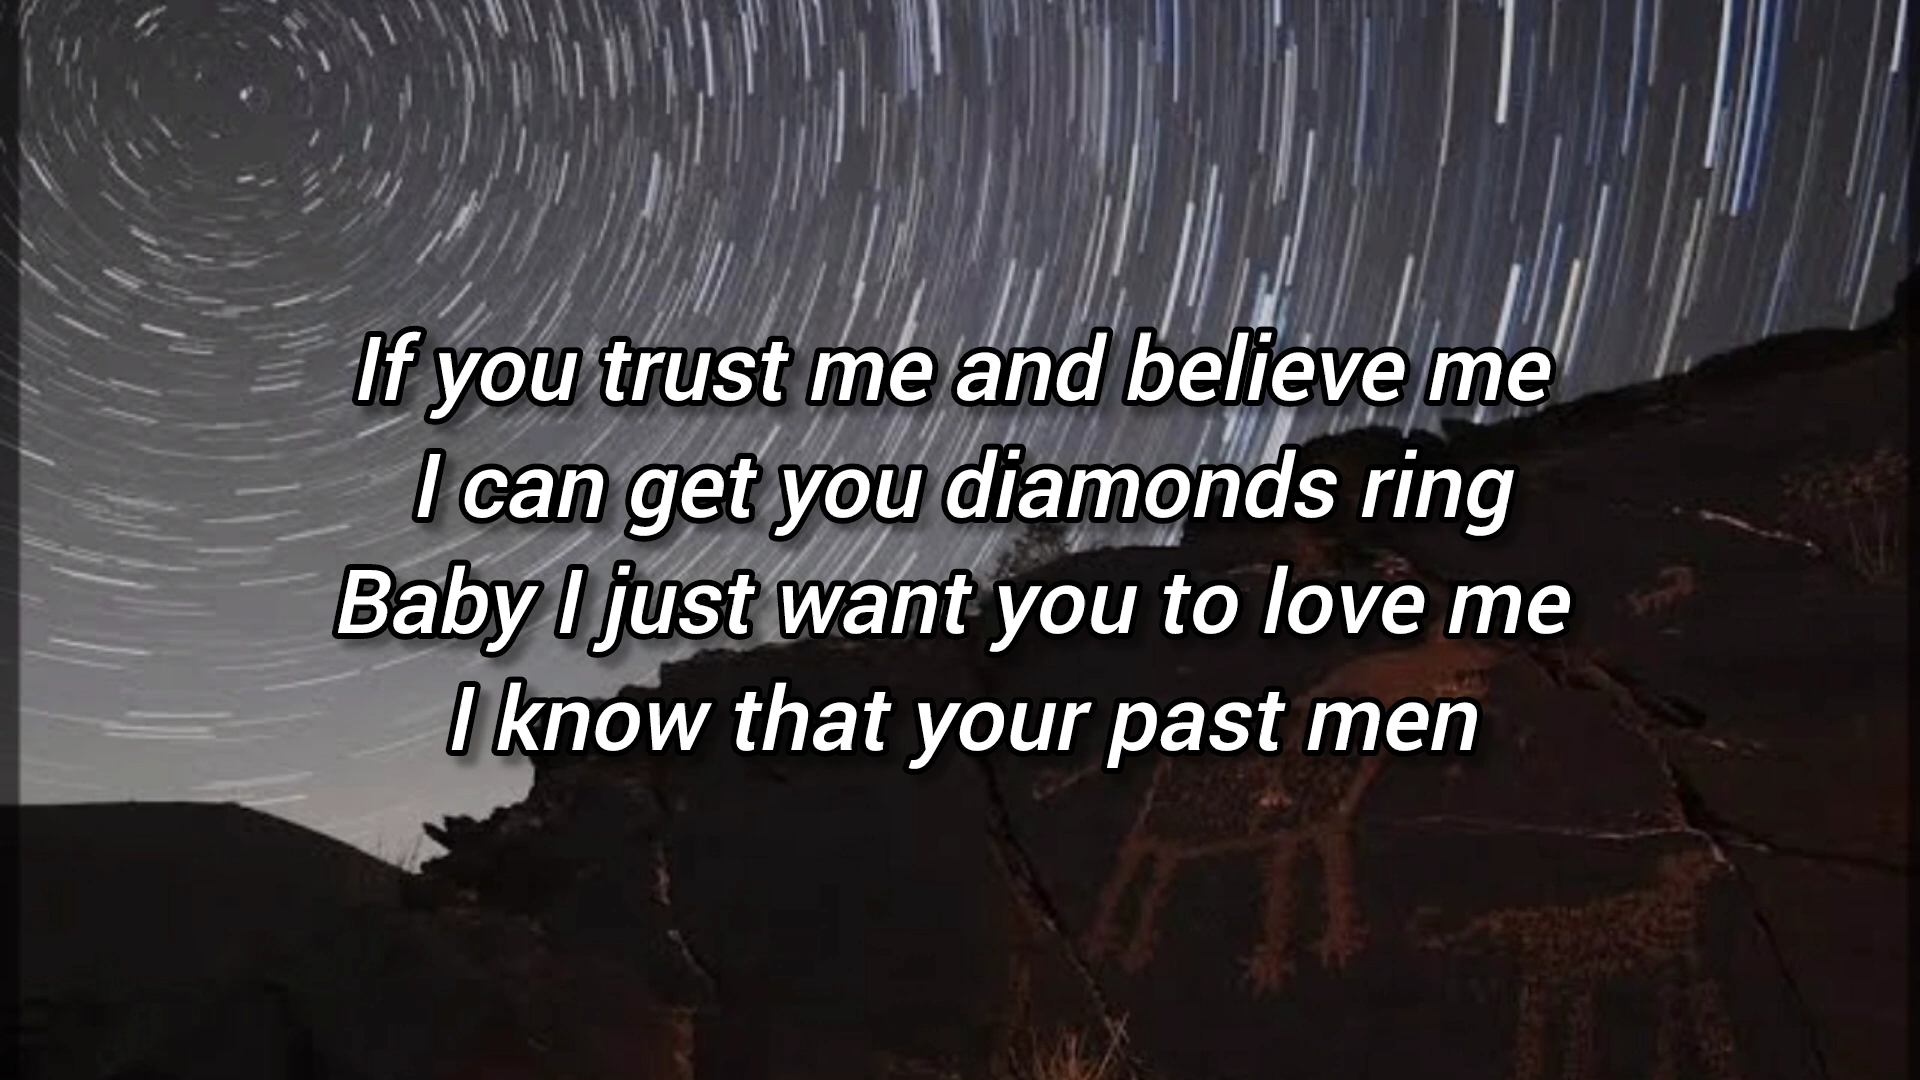 If you trust me and believe me
I can get you diamonds ring
Baby I just want you to love me
I know that your past men